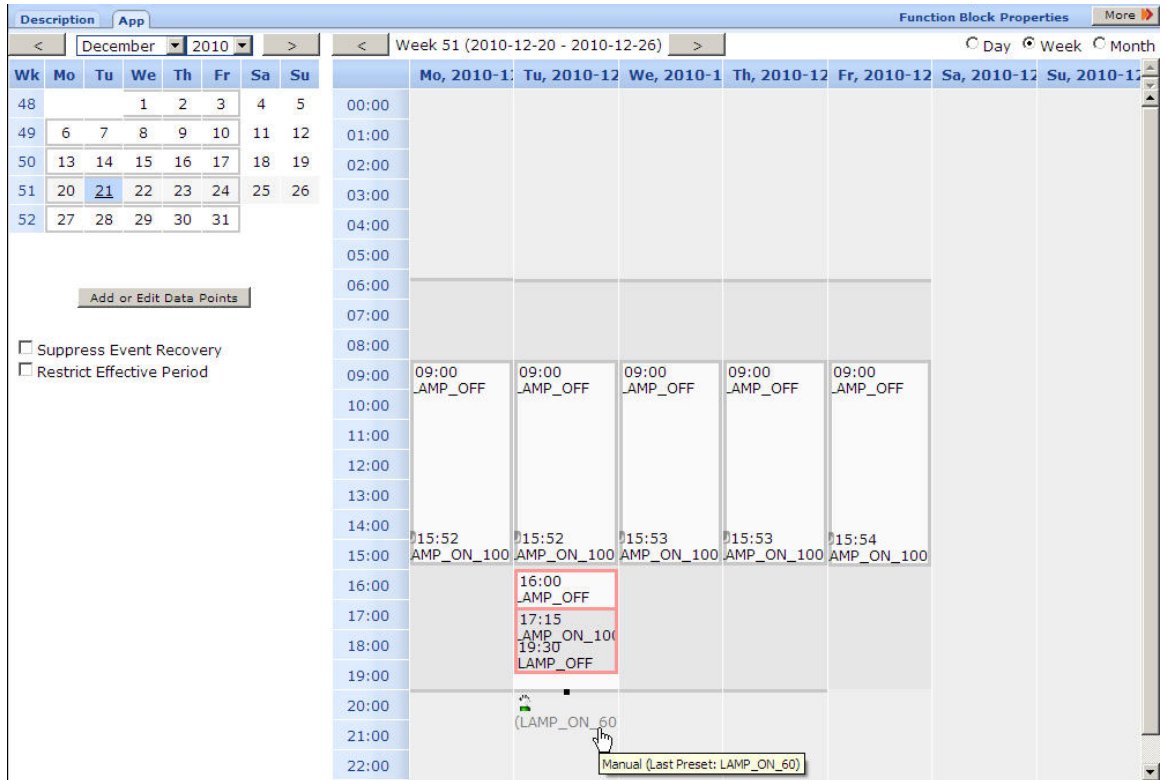 Description App Function Block Properties More
< December 2010 > < Week 51 (2010-12-20 - 2010-12-26) > Day Week Month
Wk Mo Tu We Th Fr Sa Su
48 1 2 3 4 5
49 6 7 8 9 10 11 12
50 13 14 15 16 17 18 19
51 20 21 22 23 24 25 26
52 27 28 29 30 31
Add or Edit Data Points
Suppress Event Recovery
Restrict Effective Period
Mo, 2010-1 Tu, 2010-12 We, 2010-1 Th, 2010-12 Fr, 2010-12 Sa, 2010-12 Su, 2010-12
00:00
01:00
02:00
03:00
04:00
05:00
06:00
07:00
08:00
09:00 09:00 09:00 09:00 09:00 09:00
LAMP_OFF LAMP_OFF LAMP_OFF LAMP_OFF LAMP_OFF
10:00
11:00
12:00
13:00
14:00
15:52 15:52 15:53 15:53 15:54
15:00 AMP_ON_100 AMP_ON_100 AMP_ON_100 AMP_ON_100 AMP_ON_100
16:00 16:00
LAMP_OFF
17:00 17:15
LAMP_ON_100
18:00 19:30
LAMP_OFF
19:00
20:00
(LAMP_ON_60
21:00
22:00 Manual (Last Preset: LAMP_ON_60)